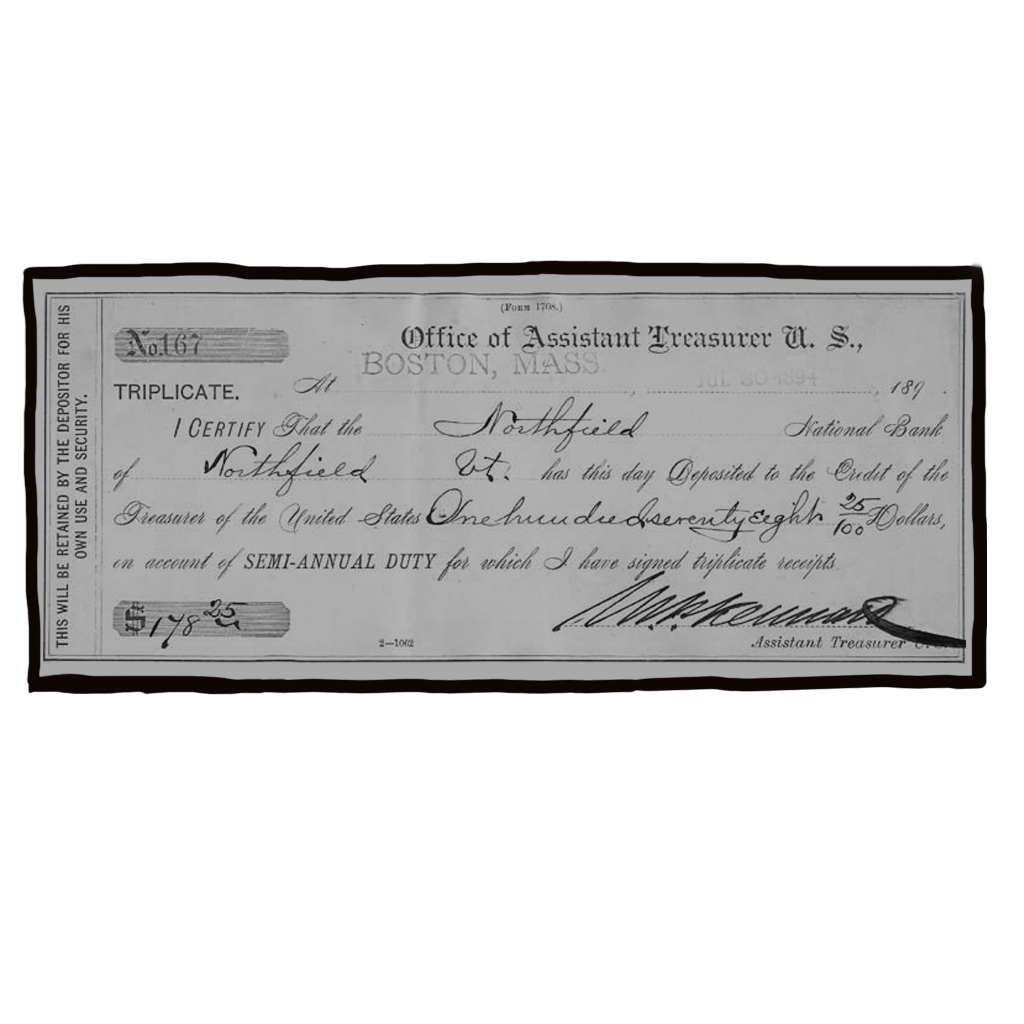 THIS WILL BE RETAINED BY THE DEPOSITOR FOR HIS
OWN USE AND SECURITY.
(FORM 1708.)
No. 167
Office of Assistant Treasurer U. S.,
BOSTON, MASS.
TRIPLICATE. At , JUL 20 1894 , 189 .
I CERTIFY That the Northfield National Bank
of Northfield Vt. has this day Deposited to the Credit of the
Treasurer of the United States One hundred seventy eight 25/100 Dollars,
on account of SEMI-ANNUAL DUTY for which I have signed triplicate receipts
$ 178 25
2—1062
Assistant Treasurer U. S.